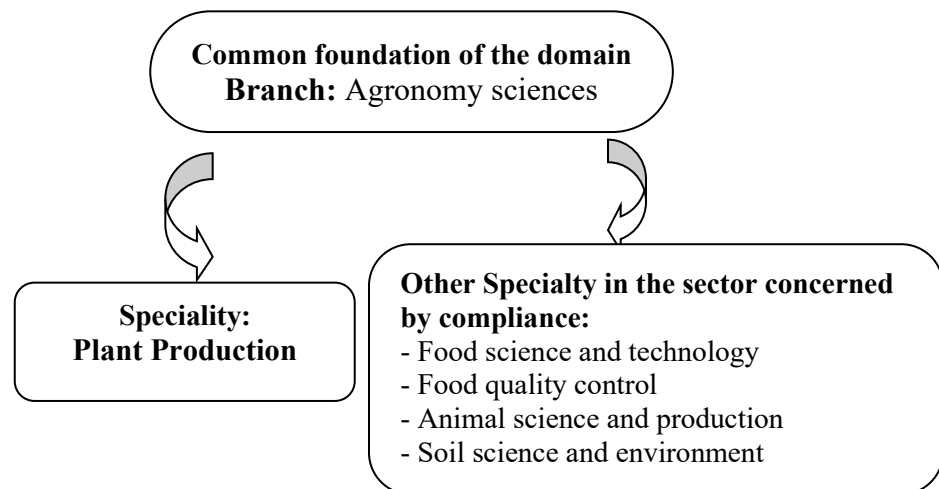 Common foundation of the domain
Branch: Agronomy sciences
Speciality:
Plant Production
Other Specialty in the sector concerned
by compliance:
- Food science and technology
- Food quality control
- Animal science and production
- Soil science and environment